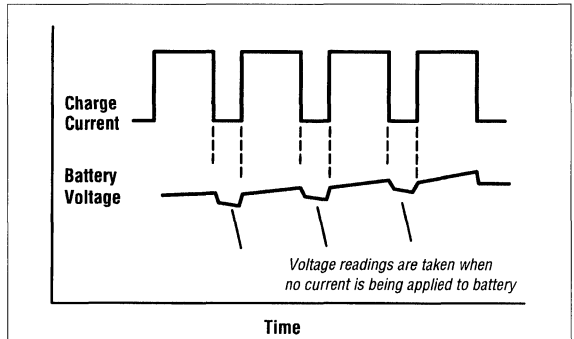 Charge
Current
Battery
Voltage
Voltage readings are taken when
no current is being applied to battery
Time